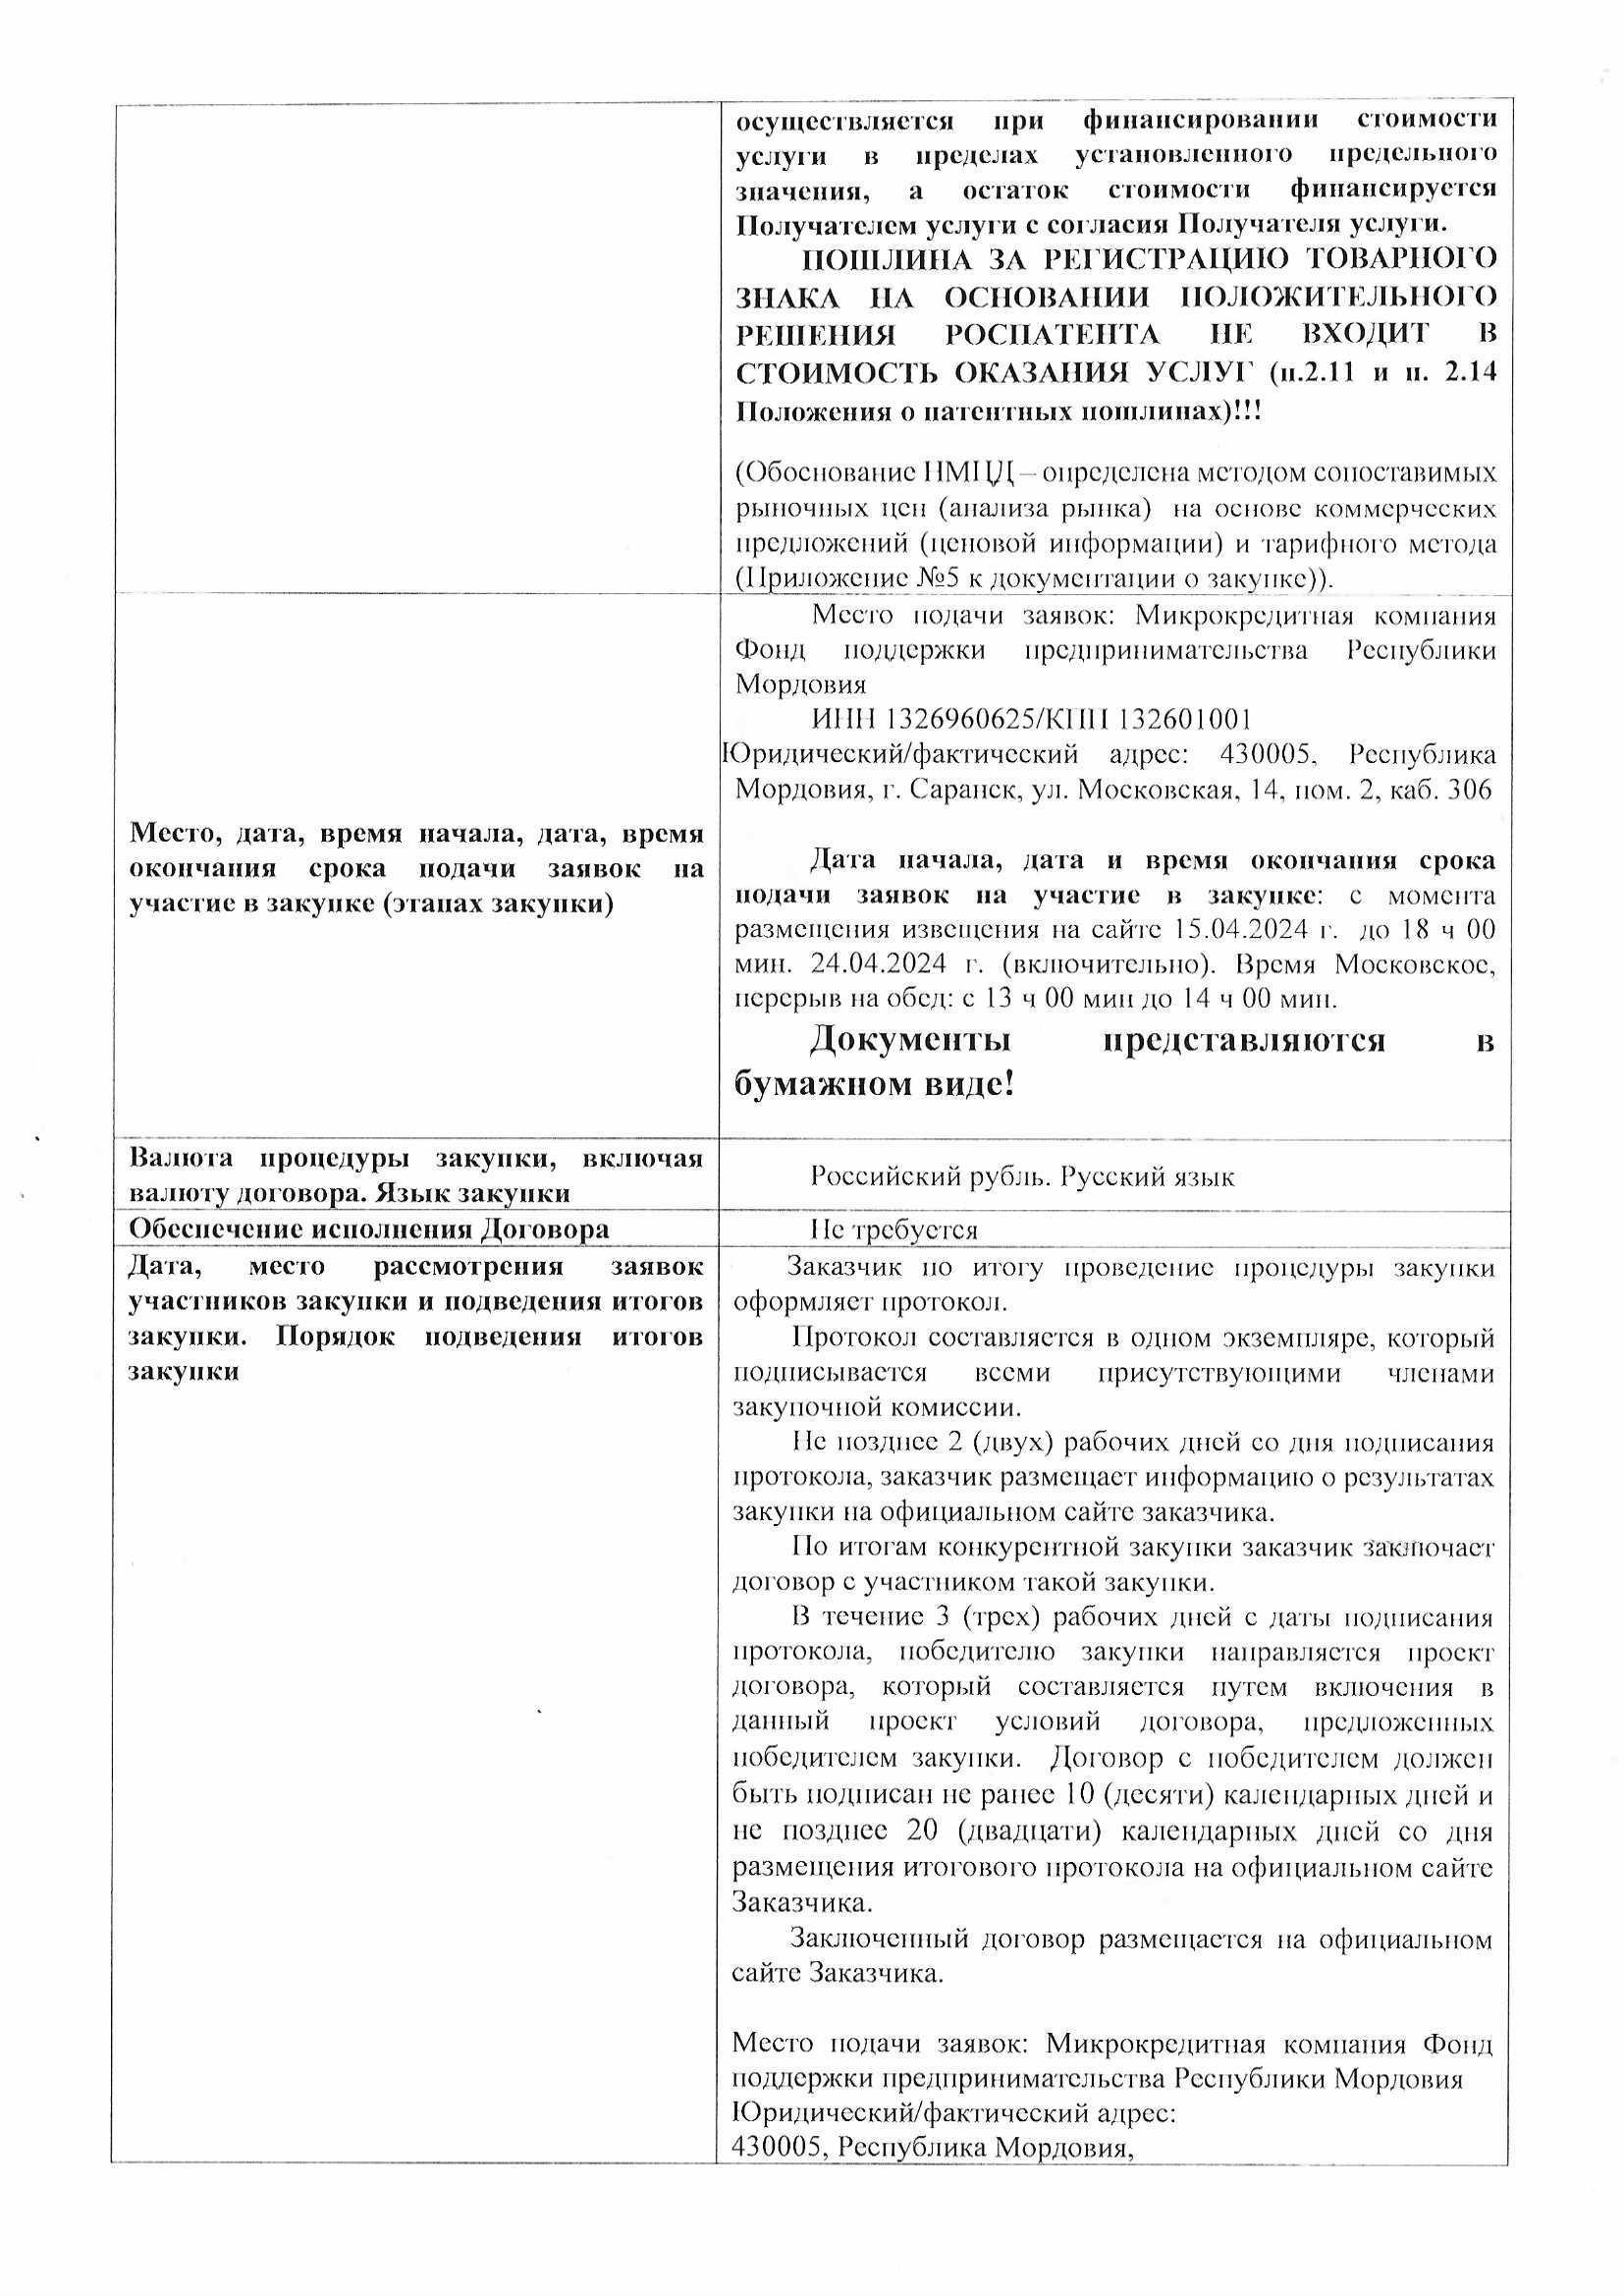 осуществляется при финансировании стоимости
услуги в пределах установленного предельного
значения, а остаток стоимости финансируется
Получателем услуги с согласия Получателя услуги.
ПОШЛИНА ЗА РЕГИСТРАЦИЮ ТОВАРНОГО
ЗНАКА НА ОСНОВАНИИ ПОЛОЖИТЕЛЬНОГО
РЕШЕНИЯ РОСПАТЕНТА НЕ ВХОДИТ В
СТОИМОСТЬ ОКАЗАНИЯ УСЛУГ (п.2.11 и п. 2.14
Положения о патентных пошлинах)!!!
(Обоснование НМЦД – определена методом сопоставимых
рыночных цен (анализа рынка) на основе коммерческих
предложений (ценовой информации) и тарифного метода
(Приложение №5 к документации о закупке)).
Место, дата, время начала, дата, время
окончания срока подачи заявок на
участие в закупке (этапах закупки)
Место подачи заявок: Микрокредитная компания
Фонд поддержки предпринимательства Республики
Мордовия
ИНН 1326960625/КПП 132601001
Юридический/фактический адрес: 430005, Республика
Мордовия, г. Саранск, ул. Московская, 14, пом. 2, каб. 306
Дата начала, дата и время окончания срока
подачи заявок на участие в закупке: с момента
размещения извещения на сайте 15.04.2024 г. до 18 ч 00
мин. 24.04.2024 г. (включительно). Время Московское,
перерыв на обед: с 13 ч 00 мин до 14 ч 00 мин.
Документы представляются в
бумажном виде!
Валюта процедуры закупки, включая
валюту договора. Язык закупки
Российский рубль. Русский язык
Обеспечение исполнения Договора
Не требуется
Дата, место рассмотрения заявок
участников закупки и подведения итогов
закупки. Порядок подведения итогов
закупки
Заказчик по итогу проведение процедуры закупки
оформляет протокол.
Протокол составляется в одном экземпляре, который
подписывается всеми присутствующими членами
закупочной комиссии.
Не позднее 2 (двух) рабочих дней со дня подписания
протокола, заказчик размещает информацию о результатах
закупки на официальном сайте заказчика.
По итогам конкурентной закупки заказчик заключает
договор с участником такой закупки.
В течение 3 (трех) рабочих дней с даты подписания
протокола, победителю закупки направляется проект
договора, который составляется путем включения в
данный проект условий договора, предложенных
победителем закупки. Договор с победителем должен
быть подписан не ранее 10 (десяти) календарных дней и
не позднее 20 (двадцати) календарных дней со дня
размещения итогового протокола на официальном сайте
Заказчика.
Заключенный договор размещается на официальном
сайте Заказчика.
Место подачи заявок: Микрокредитная компания Фонд
поддержки предпринимательства Республики Мордовия
Юридический/фактический адрес:
430005, Республика Мордовия,